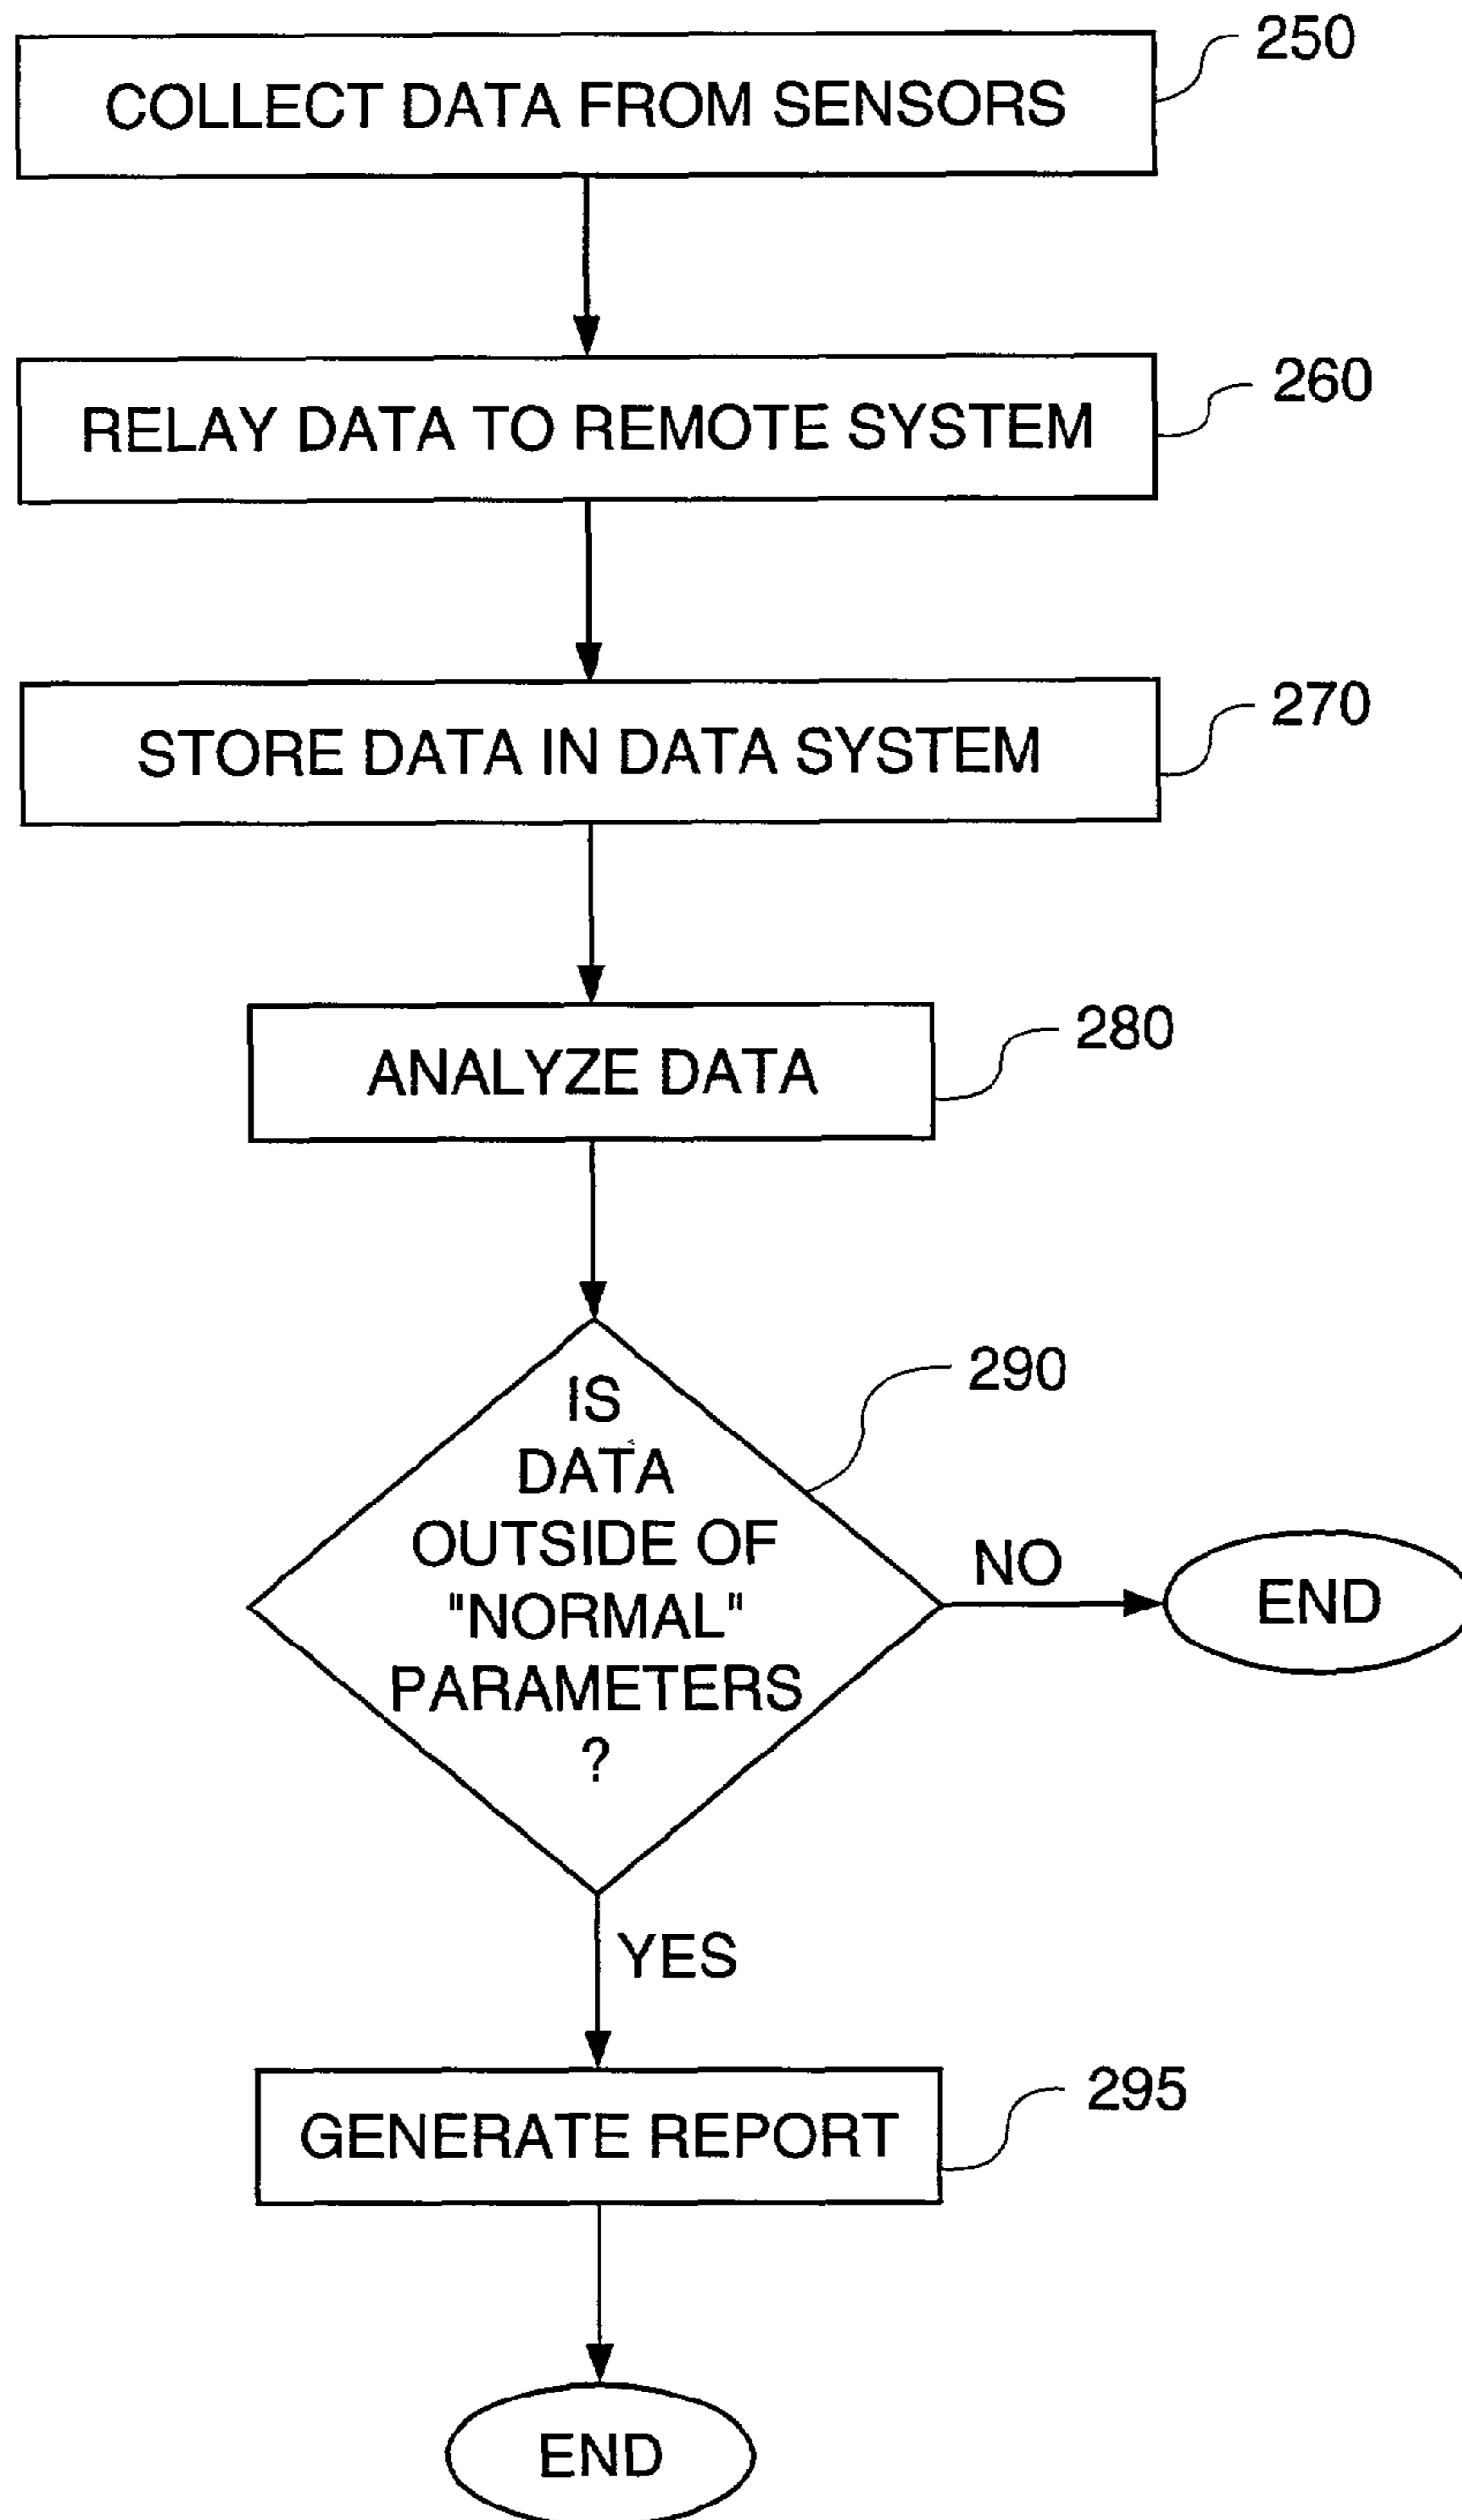 250
COLLECT DATA FROM SENSORS
260
RELAY DATA TO REMOTE SYSTEM
270
STORE DATA IN DATA SYSTEM
280
ANALYZE DATA
290
IS
DATA
OUTSIDE OF
"NORMAL"
PARAMETERS
?
NO
END
YES
295
GENERATE REPORT
END